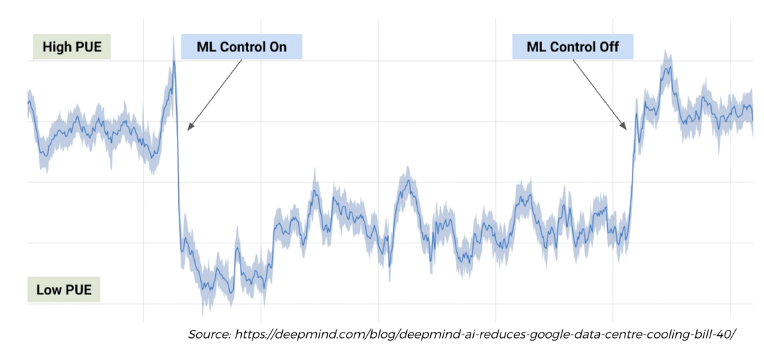 High PUE
ML Control On
ML Control Off
Low PUE
Source: https://deepmind.com/blog/deepmind-ai-reduces-google-data-centre-cooling-bill-40/